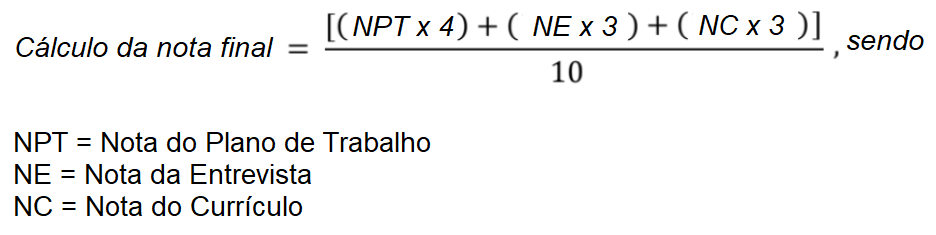 Cálculo da nota final = [(NPT x 4) + ( NE x 3 ) + ( NC x 3 )] / 10 , sendo
NPT = Nota do Plano de Trabalho
NE = Nota da Entrevista
NC = Nota do Currículo